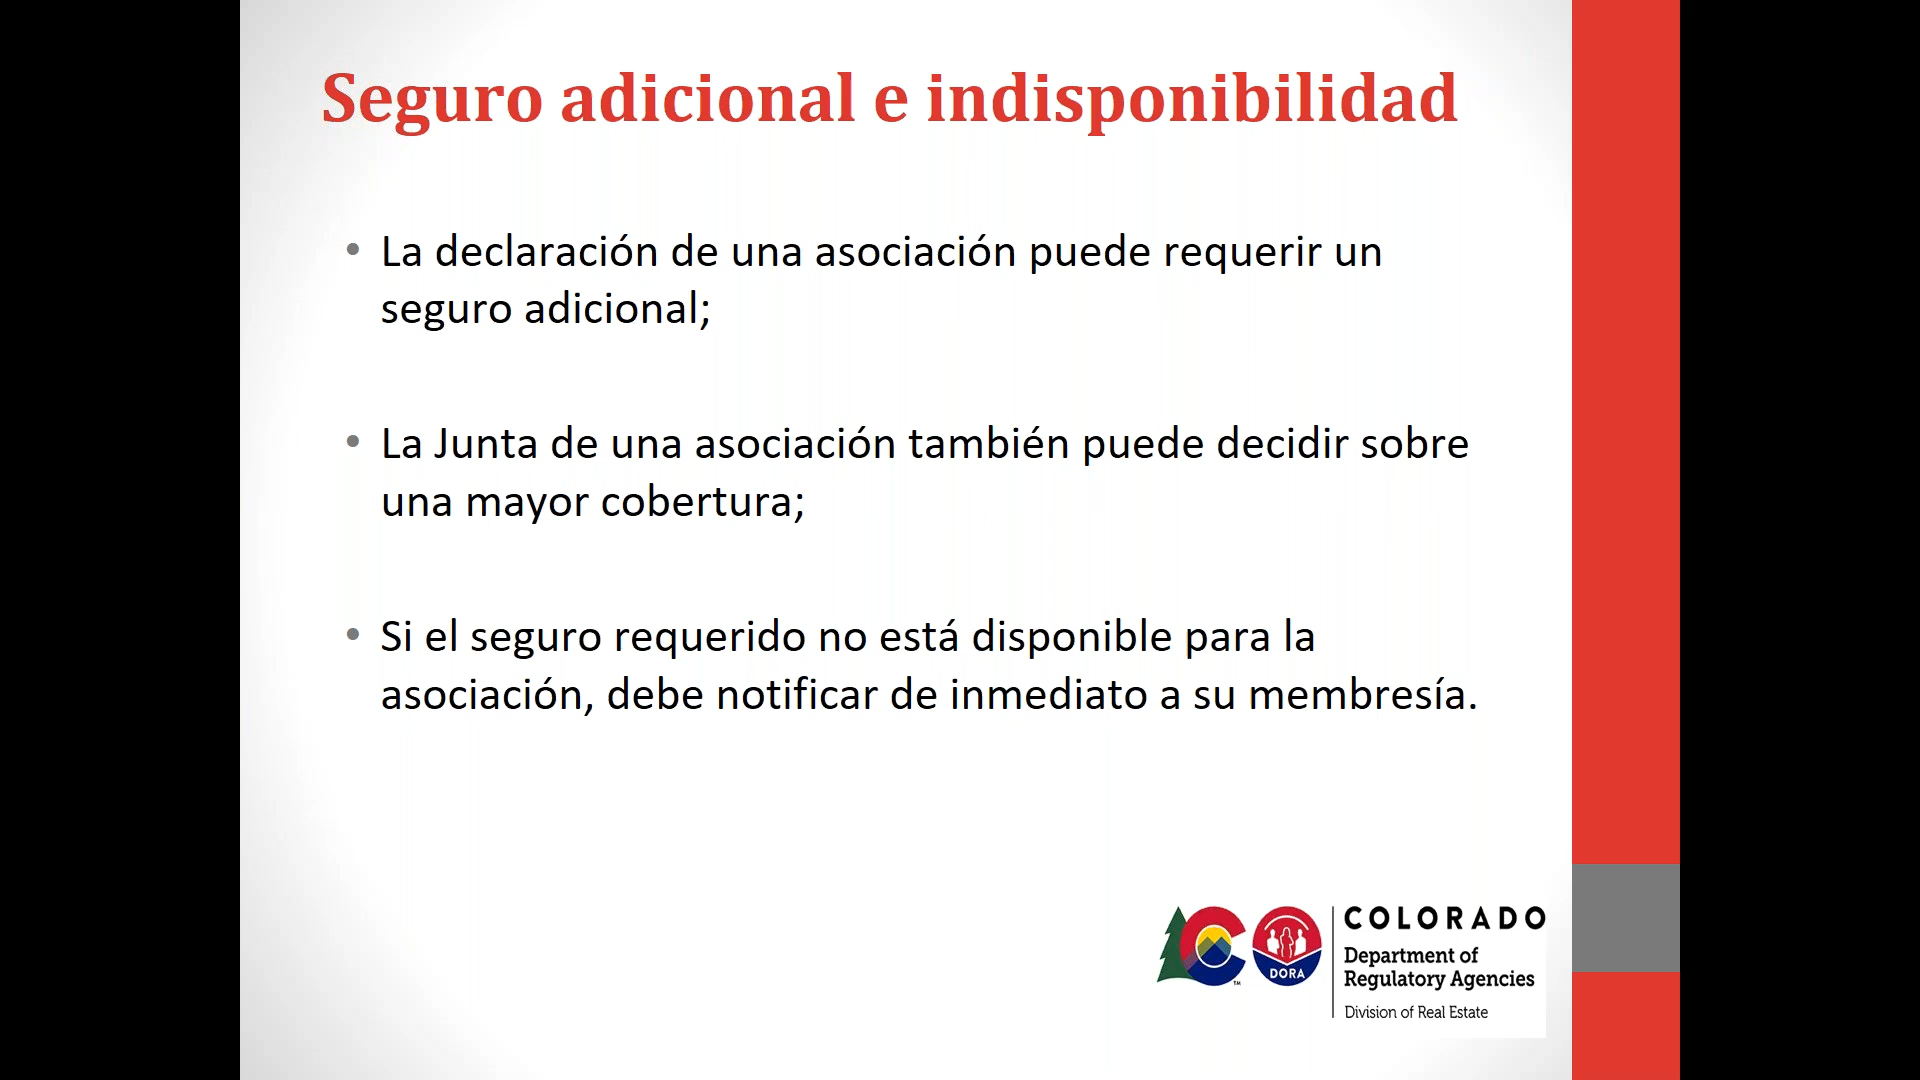 Seguro adicional e indisponibilidad
• La declaración de una asociación puede requerir un
seguro adicional;
• La Junta de una asociación también puede decidir sobre
una mayor cobertura;
• Si el seguro requerido no está disponible para la
asociación, debe notificar de inmediato a su membresía.
COLORADO
Department of
Regulatory Agencies
Division of Real Estate
DORA
TM